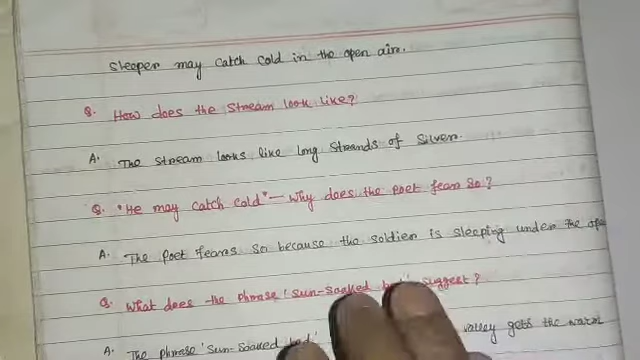 sleeper may catch cold in the open air.
Q. How does the stream look like?
A. The stream looks like long strands of silver.
Q. "He may catch cold" – Why does the poet fear so?
A. The poet fears so because the soldier is sleeping under the
Q. What does the phrase 'sun-soaked suggest?
A. The phrase 'sun-soaked bed' valley gets the warm